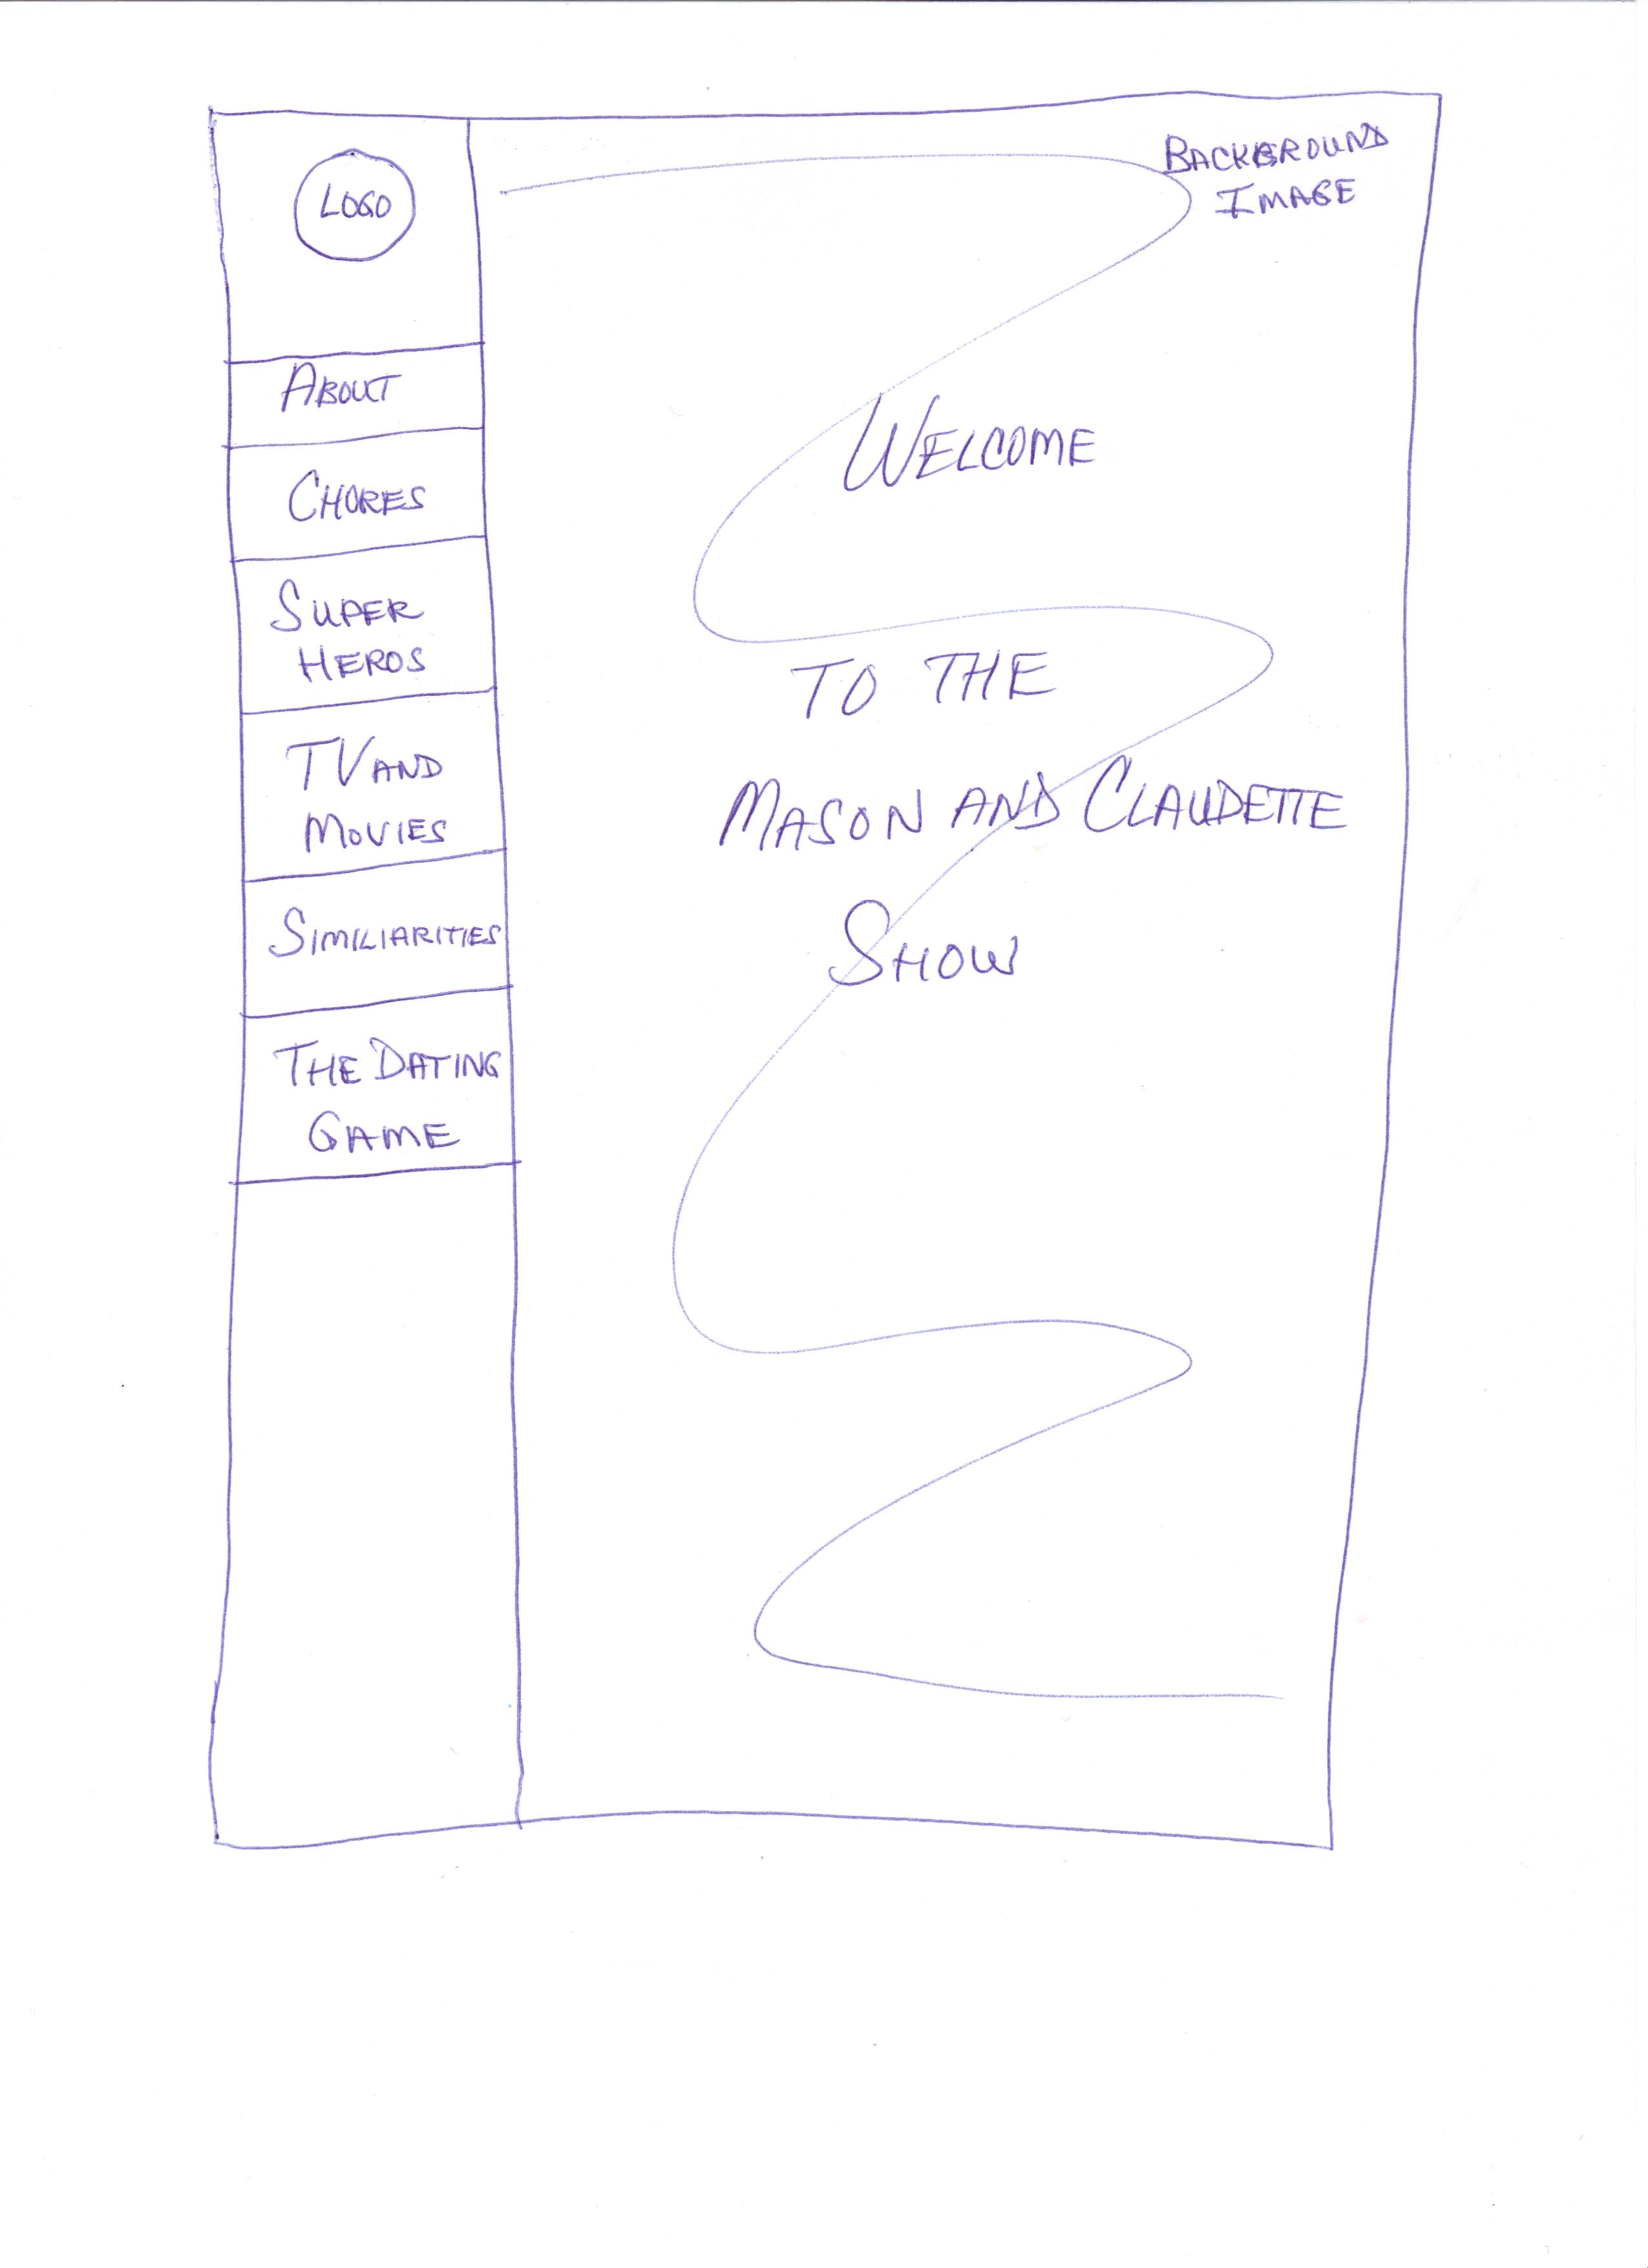 LOGO
ABOUT
CHORES
SUPER
HEROS
TV AND
MOVIES
SIMILIARITIES
THE DATING
GAME
BACKGROUND
IMAGE
WELCOME
TO THE
MASON AND CLAUDETTE
SHOW